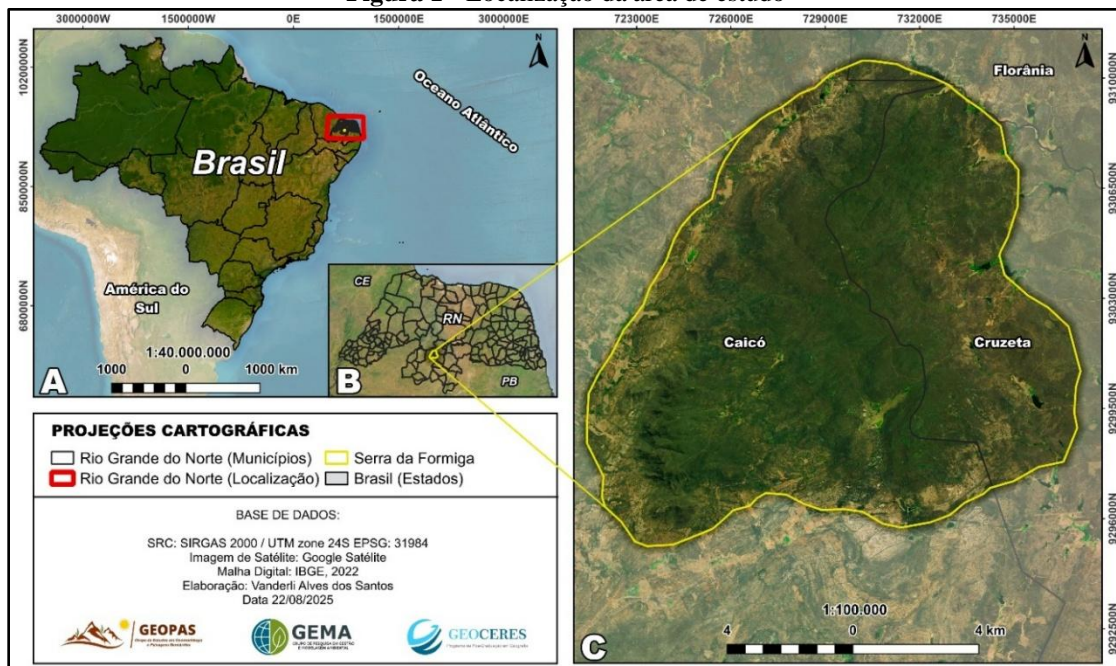 Figura 1 - Localização da área de estudo
3000000W 1500000W 0E 1500000E 3000000E
10200000N
8500000N
6800000N
N
Oceano Atlântico
Brasil
América do
Sul
1:40.000.000
1000 0 1000 km
A
CE
RN
PB
B
PROJEÇÕES CARTOGRÁFICAS
Rio Grande do Norte (Municípios) Serra da Formiga
Rio Grande do Norte (Localização) Brasil (Estados)
BASE DE DADOS:
SRC: SIRGAS 2000 / UTM zone 24S EPSG: 31984
Imagem de Satélite: Google Satélite
Malha Digital: IBGE, 2022
Elaboração: Vanderli Alves dos Santos
Data 22/08/2025
GEOPAS
GEMA
GEOCERES
723000E 726000E 729000E 732000E 735000E
N
Florânia
Caicó
Cruzeta
9310000N
9306500N
9303000N
9299500N
9296000N
9292500N
1:100.000
4 0 4 km
C